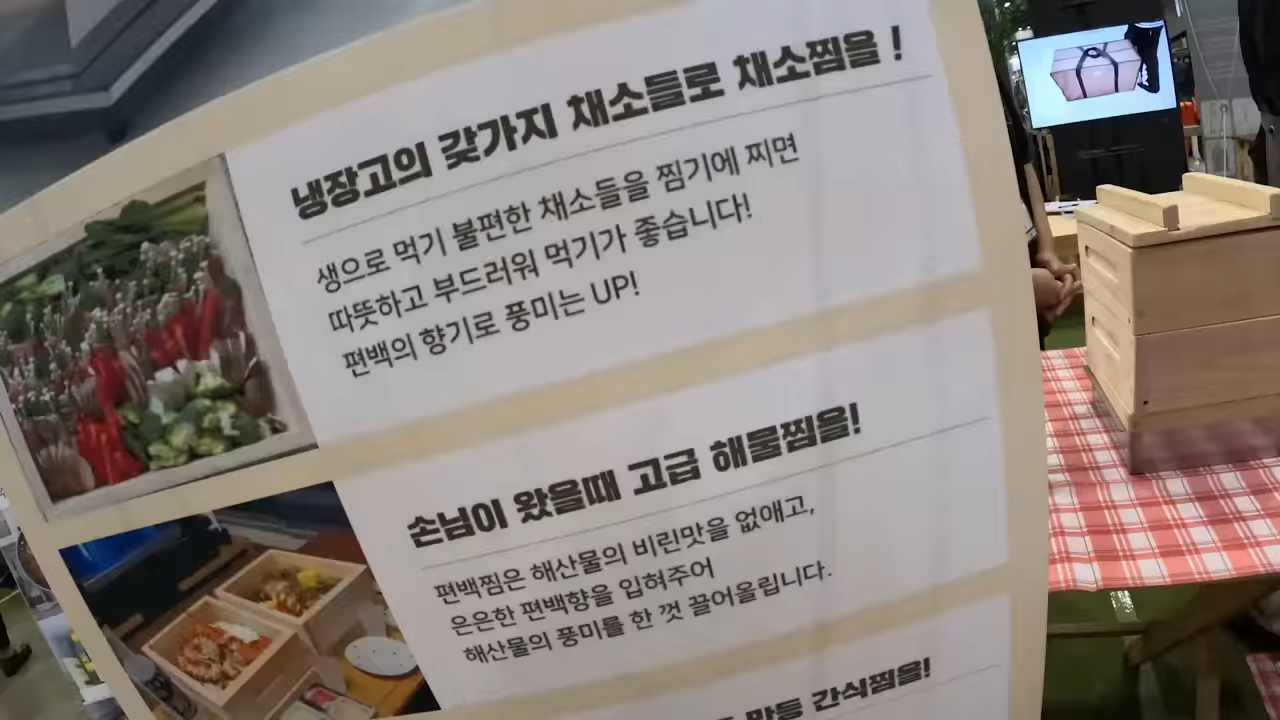 냉장고의 갖가지 채소들로 채소찜을 !
생으로 먹기 불편한 채소들을 찜기에 찌면
따뜻하고 부드러워 먹기가 좋습니다!
편백의 향기로 풍미는 UP!
손님이 왔을때 고급 해물찜을!
편백찜은 해산물의 비린맛을 없애고,
은은한 편백향을 입혀주어
해산물의 풍미를 한 껏 끌어올립니다.
만등 간식찜을!